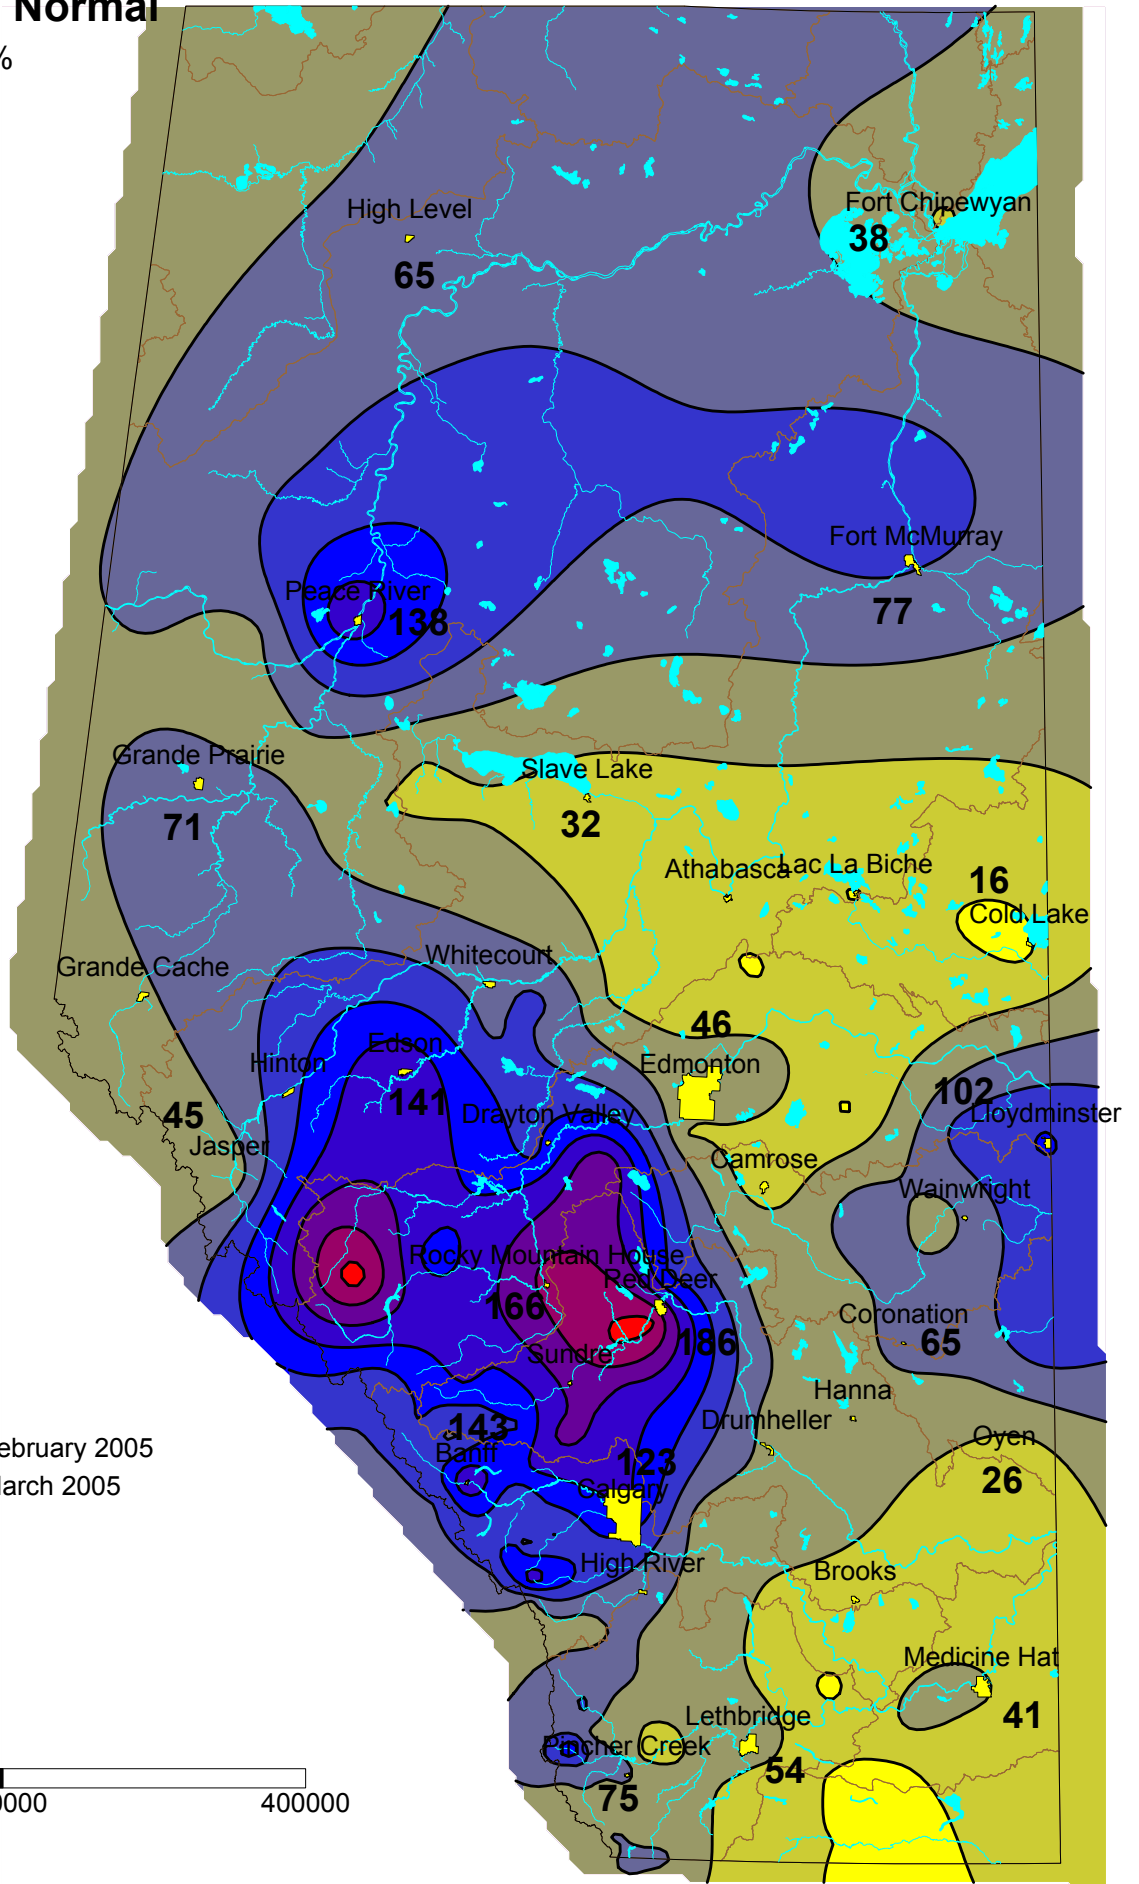 Normal
%
High Level
65
Fort Chipewyan
38
Fort McMurray
77
Peace River
138
Grande Prairie
71
Slave Lake
32
Athabasca
Lac La Biche
16
Cold Lake
Whitecourt
Grande Cache
46
Edmonton
Edson
141
Hinton
102
Lloydminster
45
Jasper
Drayton Valley
Camrose
Wainwright
Rocky Mountain House
166
Red Deer
186
Coronation
65
Sundre
Hanna
143
Banff
Drumheller
Oyen
26
123
Calgary
ebruary 2005
larch 2005
High River
Brooks
Medicine Hat
41
Lethbridge
54
Pincher Creek
75
0000
400000